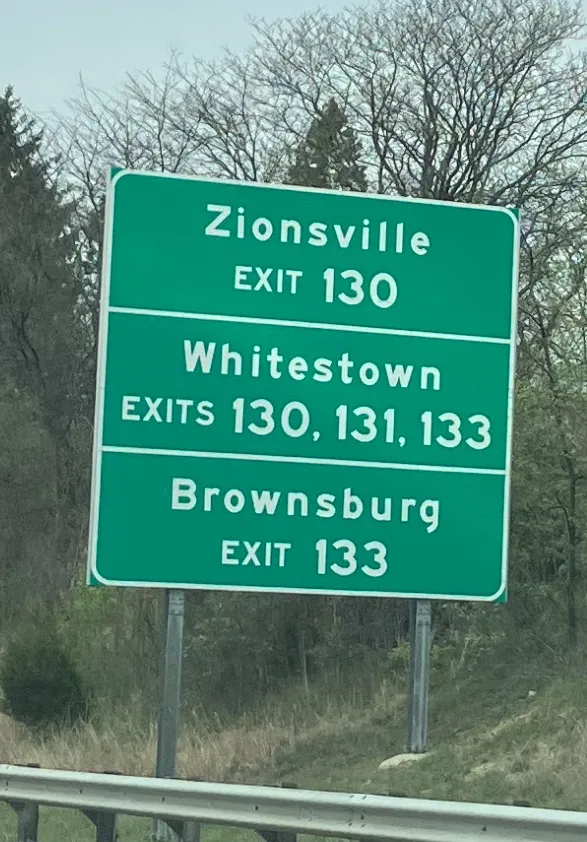 Zionsville
EXIT 130
Whitestown
EXITS 130, 131, 133
Brownsburg
EXIT 133